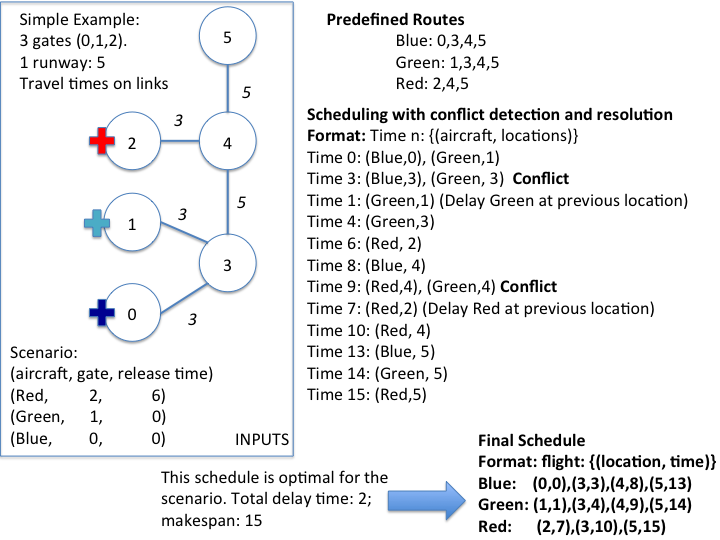 Simple Example:
3 gates (0,1,2).
1 runway: 5
Travel times on links
5
5
3
2
4
3
1
5
3
0
3
Scenario:
(aircraft, gate, release time)
(Red, 2, 6)
(Green, 1, 0)
(Blue, 0, 0)
INPUTS
Predefined Routes
Blue: 0,3,4,5
Green: 1,3,4,5
Red: 2,4,5
Scheduling with conflict detection and resolution
Format: Time n: {(aircraft, locations)}
Time 0: (Blue,0), (Green,1)
Time 3: (Blue,3), (Green, 3) Conflict
Time 1: (Green,1) (Delay Green at previous location)
Time 4: (Green,3)
Time 6: (Red, 2)
Time 8: (Blue, 4)
Time 9: (Red,4), (Green,4) Conflict
Time 7: (Red,2) (Delay Red at previous location)
Time 10: (Red, 4)
Time 13: (Blue, 5)
Time 14: (Green, 5)
Time 15: (Red,5)
This schedule is optimal for the
scenario. Total delay time: 2;
makespan: 15
Final Schedule
Format: flight: {(location, time)}
Blue: (0,0),(3,3),(4,8),(5,13)
Green: (1,1),(3,4),(4,9),(5,14)
Red: (2,7),(3,10),(5,15)